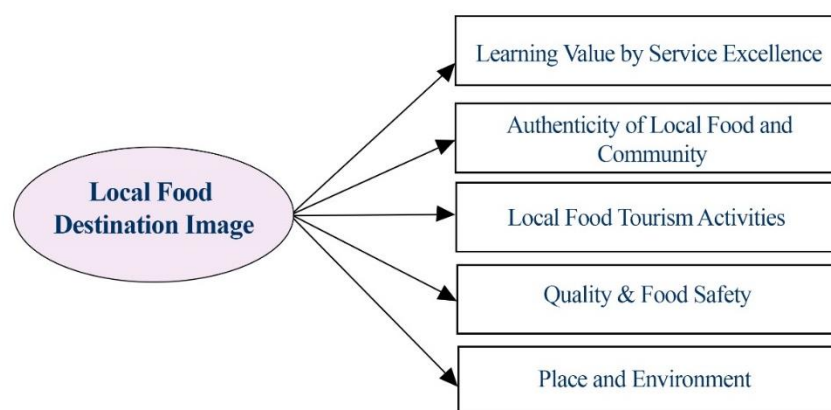 Local Food
Destination Image
Learning Value by Service Excellence
Authenticity of Local Food and
Community
Local Food Tourism Activities
Quality & Food Safety
Place and Environment